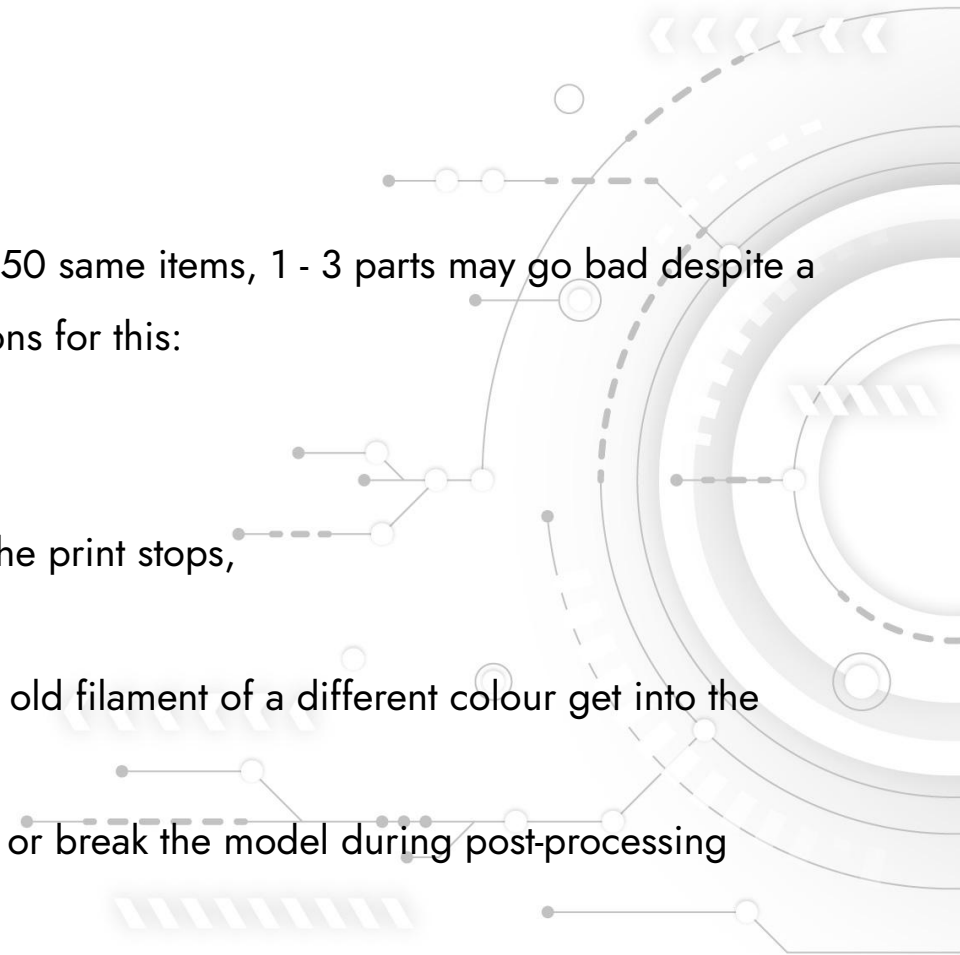 50 same items, 1 - 3 parts may go bad despite a
ons for this:
he print stops,
old filament of a different colour get into the
or break the model during post-processing